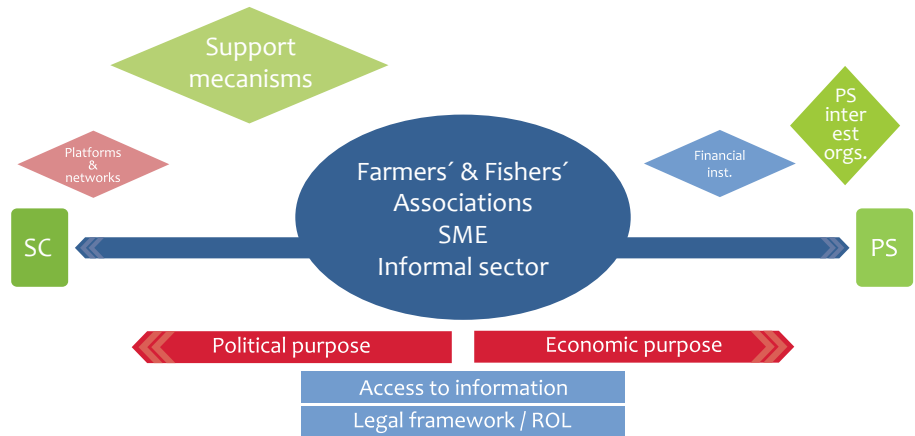 Support
mecanisms
PS
inter
est
orgs.
Platforms
&
networks
Financial
inst.
Farmers´ & Fishers´
Associations
SME
Informal sector
SC
PS
Political purpose
Economic purpose
Access to information
Legal framework / ROL